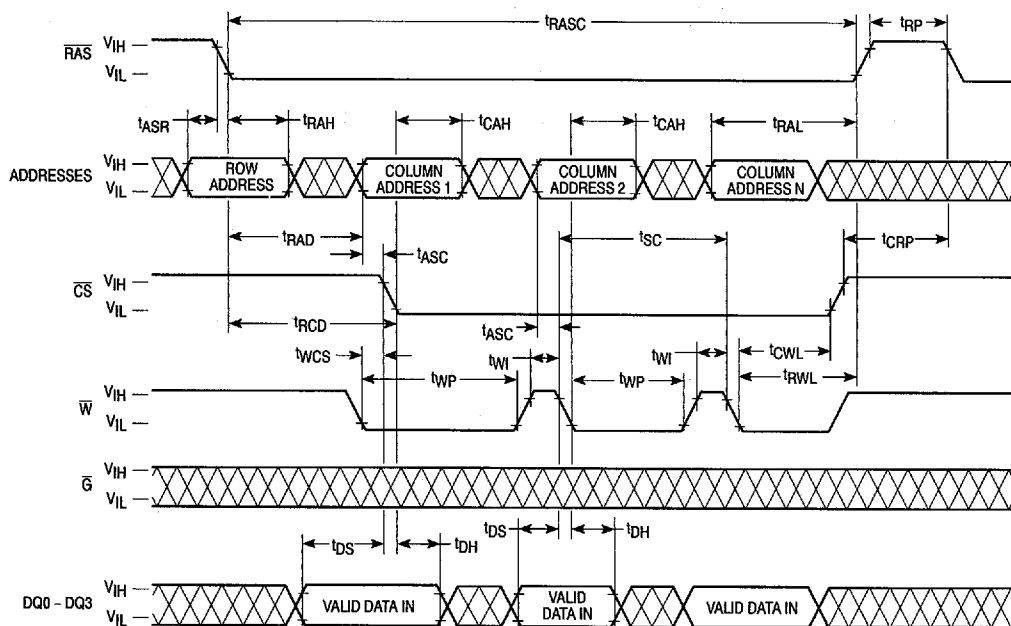 tRASC
tRP
RAS
VIH
VIL
tASR
tRAH
tCAH
tCAH
tRAL
ADDRESSES
VIH
VIL
ROW
ADDRESS
COLUMN
ADDRESS 1
COLUMN
ADDRESS 2
COLUMN
ADDRESS N
tRAD
tASC
tSC
tCRP
CS
VIH
VIL
tRCD
tASC
tWCS
tWP
tWI
tWP
tWI
tCWL
tRWL
W
VIH
VIL
G
VIH
VIL
tDS
tDH
tDS
tDH
DQ0 – DQ3
VIH
VIL
VALID DATA IN
VALID
DATA IN
VALID DATA IN